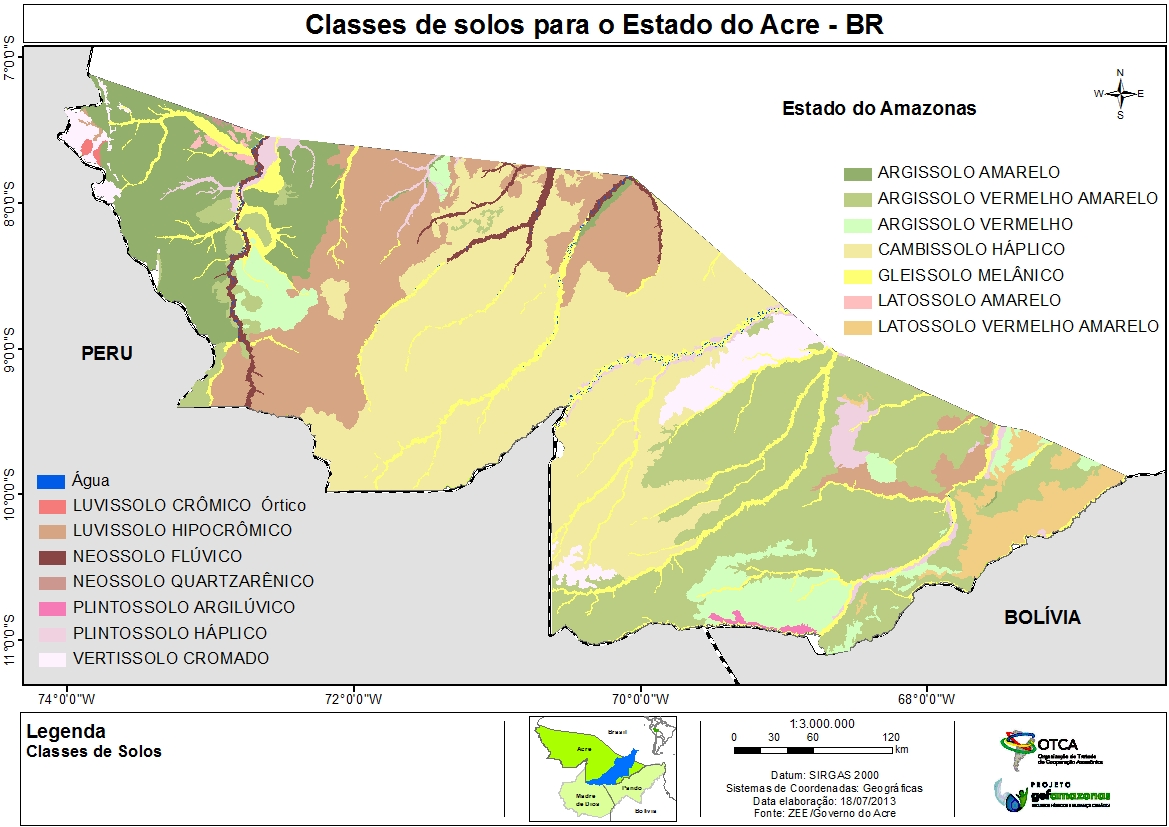 Classes de solos para o Estado do Acre - BR
7°0'0"S
8°0'0"S
9°0'0"S
10°0'0"S
11°0'0"S
N
W
E
S
Estado do Amazonas
ARGISSOLO AMARELO
ARGISSOLO VERMELHO AMARELO
ARGISSOLO VERMELHO
CAMBISSOLO HÁPLICO
GLEISSOLO MELÂNICO
LATOSSOLO AMARELO
LATOSSOLO VERMELHO AMARELO
PERU
Água
LUVISSOLO CRÔMICO Órtico
LUVISSOLO HIPOCRÔMICO
NEOSSOLO FLÚVICO
NEOSSOLO QUARTZARÊNICO
PLINTOSSOLO ARGILÚVICO
PLINTOSSOLO HÁPLICO
VERTISSOLO CROMADO
BOLÍVIA
74°0'0"W
72°0'0"W
70°0'0"W
68°0'0"W
Legenda
Classes de Solos
Brasil
Acre
Madre
de Dios
Pando
Bolívia
1:3.000.000
0 30 60 120
km
Datum: SIRGAS 2000
Sistemas de Coordenadas: Geográficas
Data elaboração: 18/07/2013
Fonte: ZEE/Governo do Acre
OTCA
Organização do Tratado
de Cooperação Amazônica
PROJETO
gefamazonas